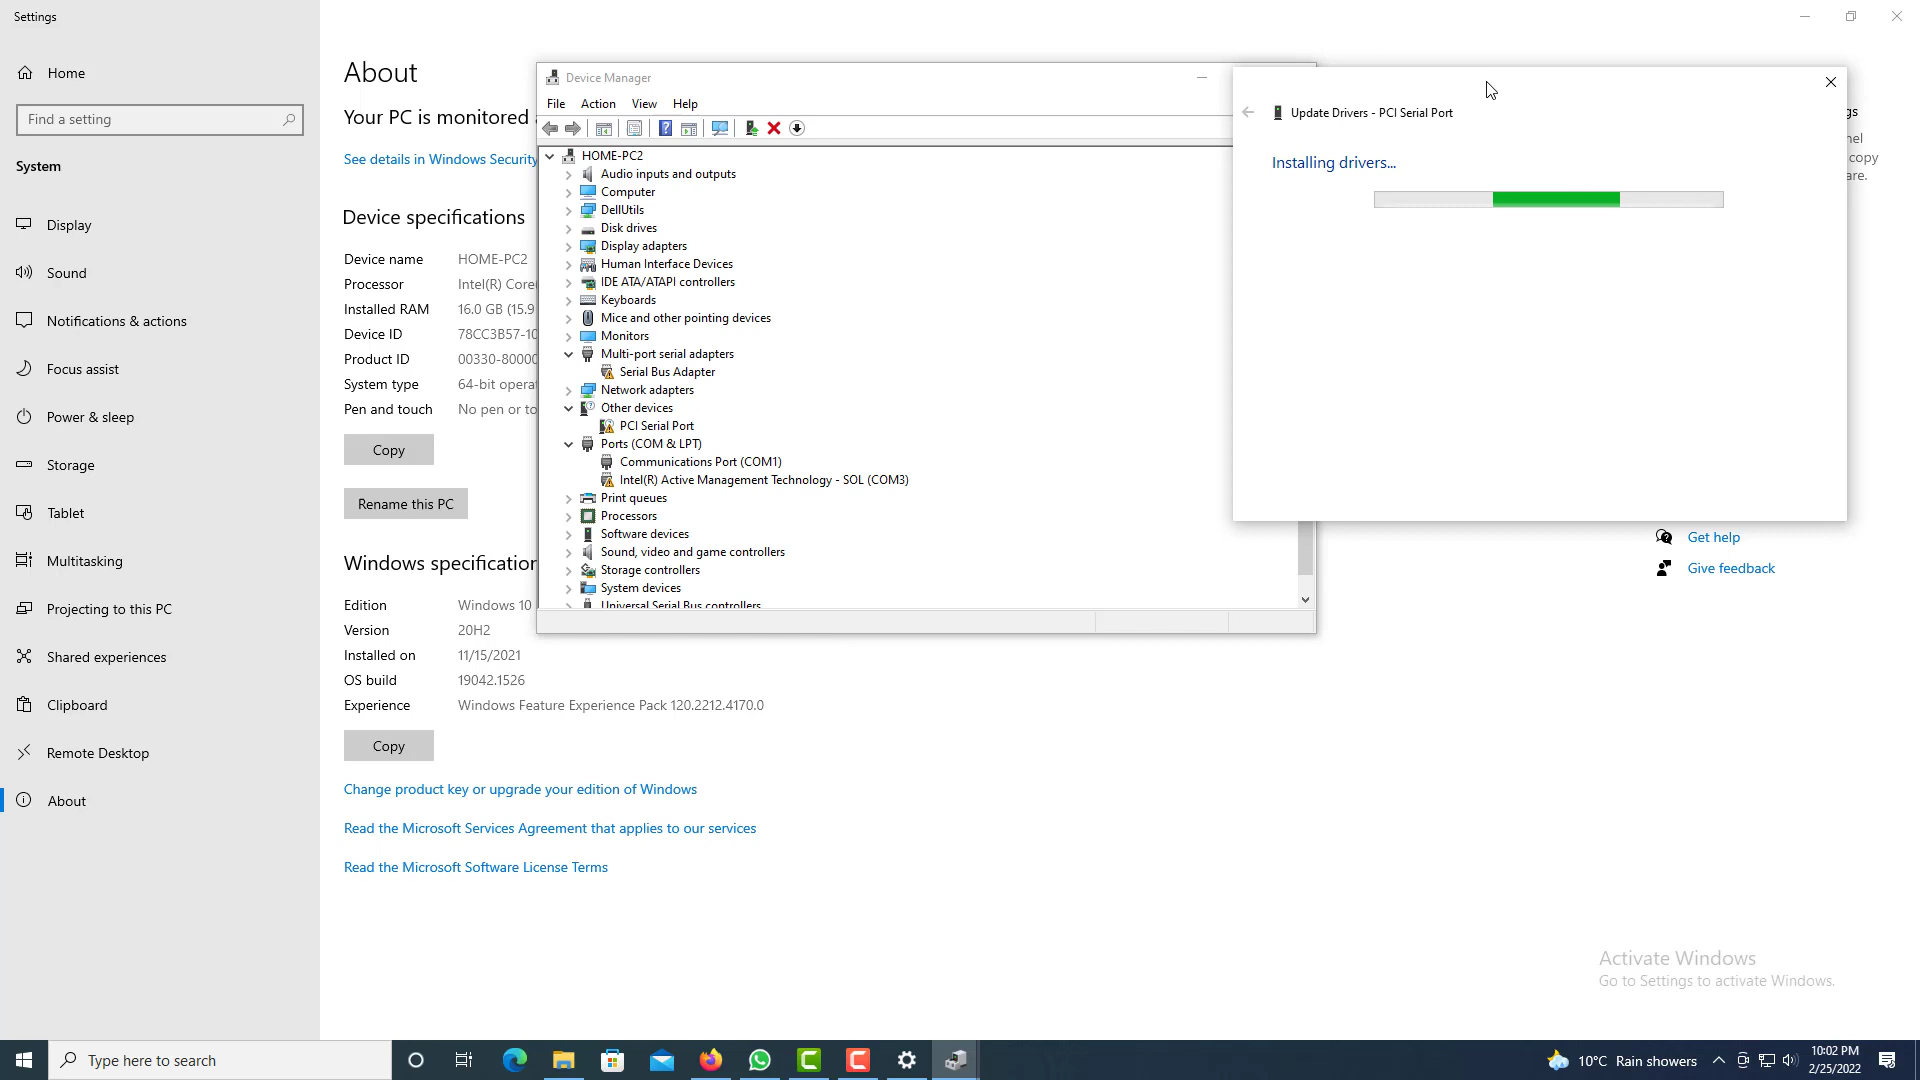 Settings
Home
Find a setting
System
Display
Sound
Notifications & actions
Focus assist
Power & sleep
Storage
Tablet
Multitasking
Projecting to this PC
Shared experiences
Clipboard
Remote Desktop
About
About
Your PC is monitored
See details in Windows Security
Device specifications
Device name HOME-PC2
Processor Intel(R) Core
Installed RAM 16.0 GB (15.9
Device ID 78CC3B57-10
Product ID 00330-80000
System type 64-bit opera
Pen and touch No pen or to
Copy
Rename this PC
Windows specification
Edition Windows 10
Version 20H2
Installed on 11/15/2021
OS build 19042.1526
Experience Windows Feature Experience Pack 120.2212.4170.0
Copy
Change product key or upgrade your edition of Windows
Read the Microsoft Services Agreement that applies to our services
Read the Microsoft Software License Terms
Device Manager
File Action View Help
HOME-PC2
Audio inputs and outputs
Computer
DellUtils
Disk drives
Display adapters
Human Interface Devices
IDE ATA/ATAPI controllers
Keyboards
Mice and other pointing devices
Monitors
Multi-port serial adapters
Serial Bus Adapter
Network adapters
Other devices
PCI Serial Port
Ports (COM & LPT)
Communications Port (COM1)
Intel(R) Active Management Technology - SOL (COM3)
Print queues
Processors
Software devices
Sound, video and game controllers
Storage controllers
System devices
Universal Serial Bus controllers
Update Drivers - PCI Serial Port
Installing drivers...
gs
nel
copy
are.
Get help
Give feedback
Activate Windows
Go to Settings to activate Windows.
Type here to search
10°C Rain showers
10:02 PM
2/25/2022